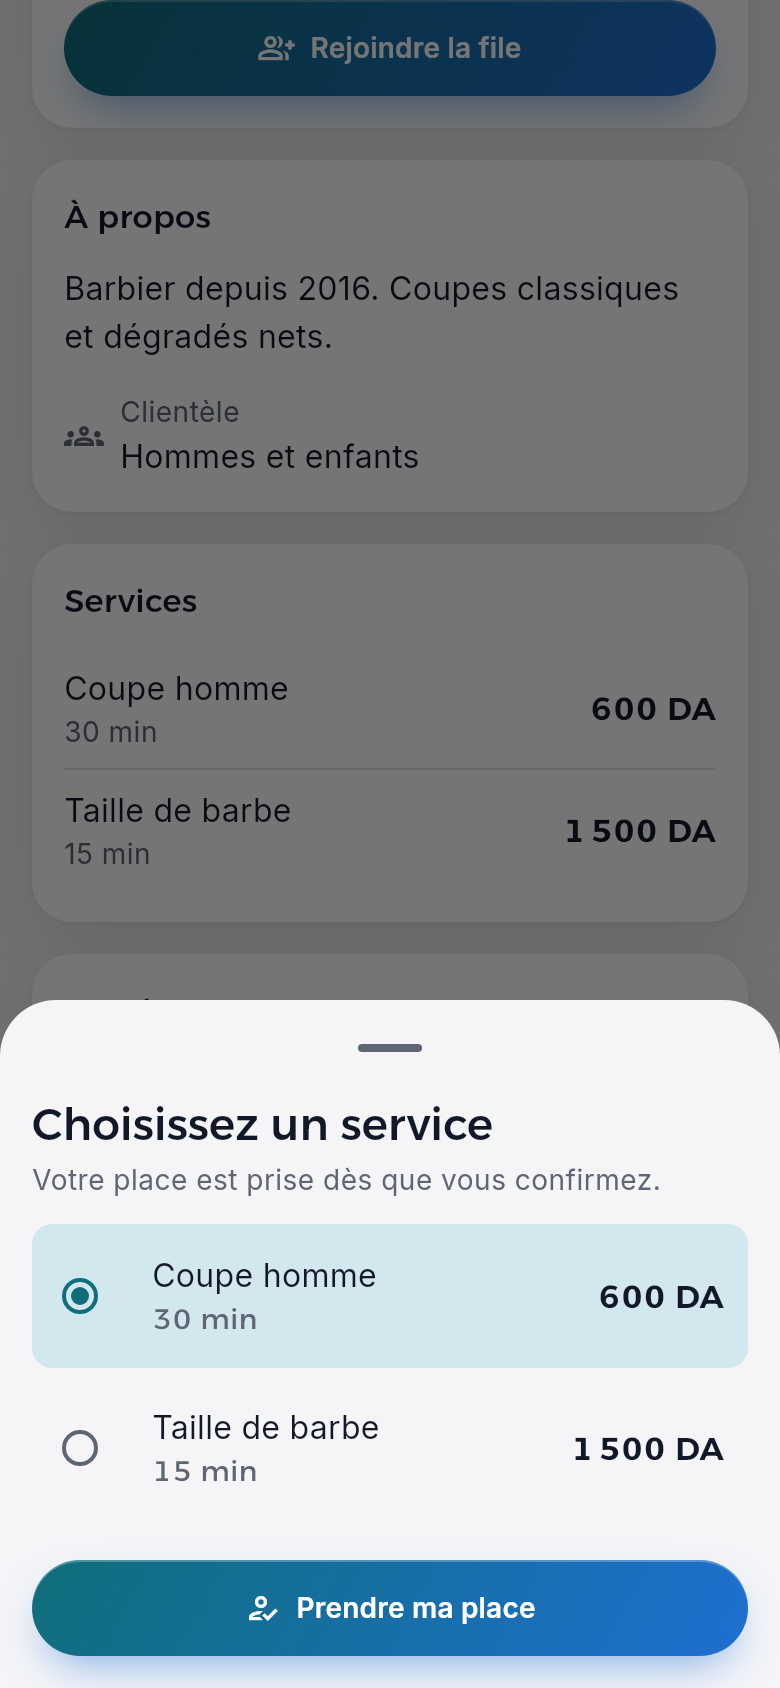 Rejoindre la file
À propos
Barbier depuis 2016. Coupes classiques
et dégradés nets.
Clientèle
Hommes et enfants
Services
Coupe homme
30 min
600 DA
Taille de barbe
15 min
1 500 DA
Choisissez un service
Votre place est prise dès que vous confirmez.
Coupe homme
30 min
600 DA
Taille de barbe
15 min
1 500 DA
Prendre ma place